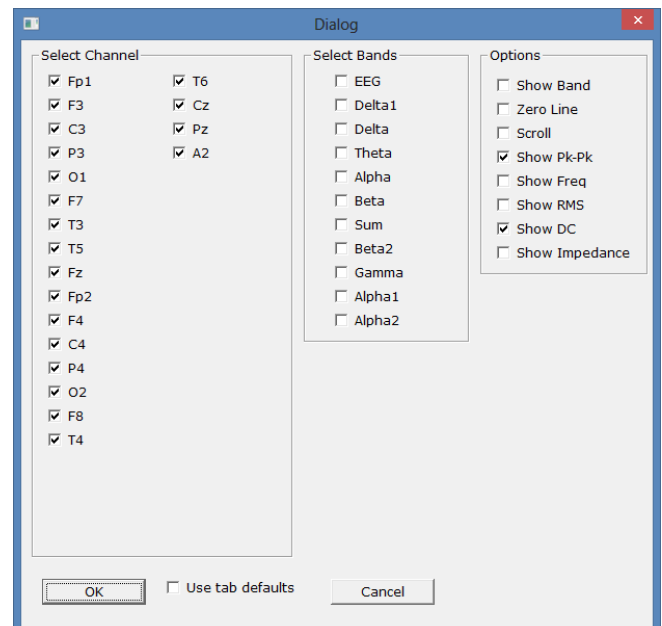 Dialog
Select Channel
Fp1
F3
C3
P3
O1
F7
T3
T5
Fz
Fp2
F4
C4
P4
O2
F8
T4
T6
Cz
Pz
A2
Select Bands
EEG
Delta1
Delta
Theta
Alpha
Beta
Sum
Beta2
Gamma
Alpha1
Alpha2
Options
Show Band
Zero Line
Scroll
Show Pk-Pk
Show Freq
Show RMS
Show DC
Show Impedance
OK
Use tab defaults
Cancel